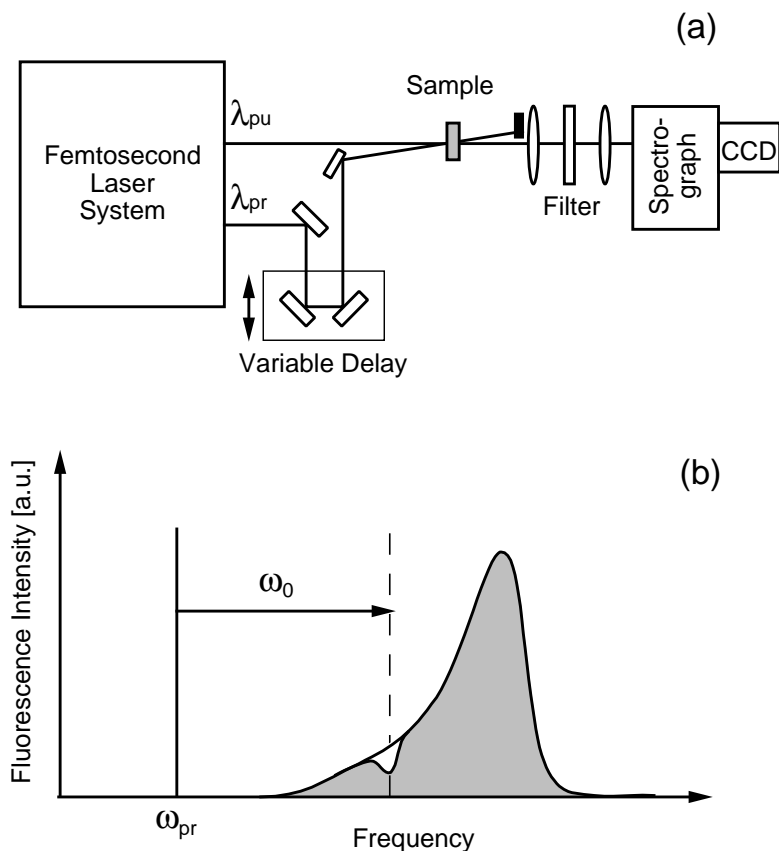 (a)
Sample
λpu
Femtosecond
Laser
System
λpr
Filter
Spectro-
graph
CCD
Variable Delay
(b)
Fluorescence Intensity [a.u.]
ω0
ωpr
Frequency